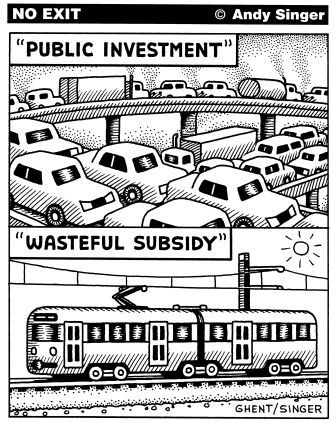 NO EXIT © Andy Singer
"PUBLIC INVESTMENT"
"WASTEFUL SUBSIDY"
GHENT/SINGER